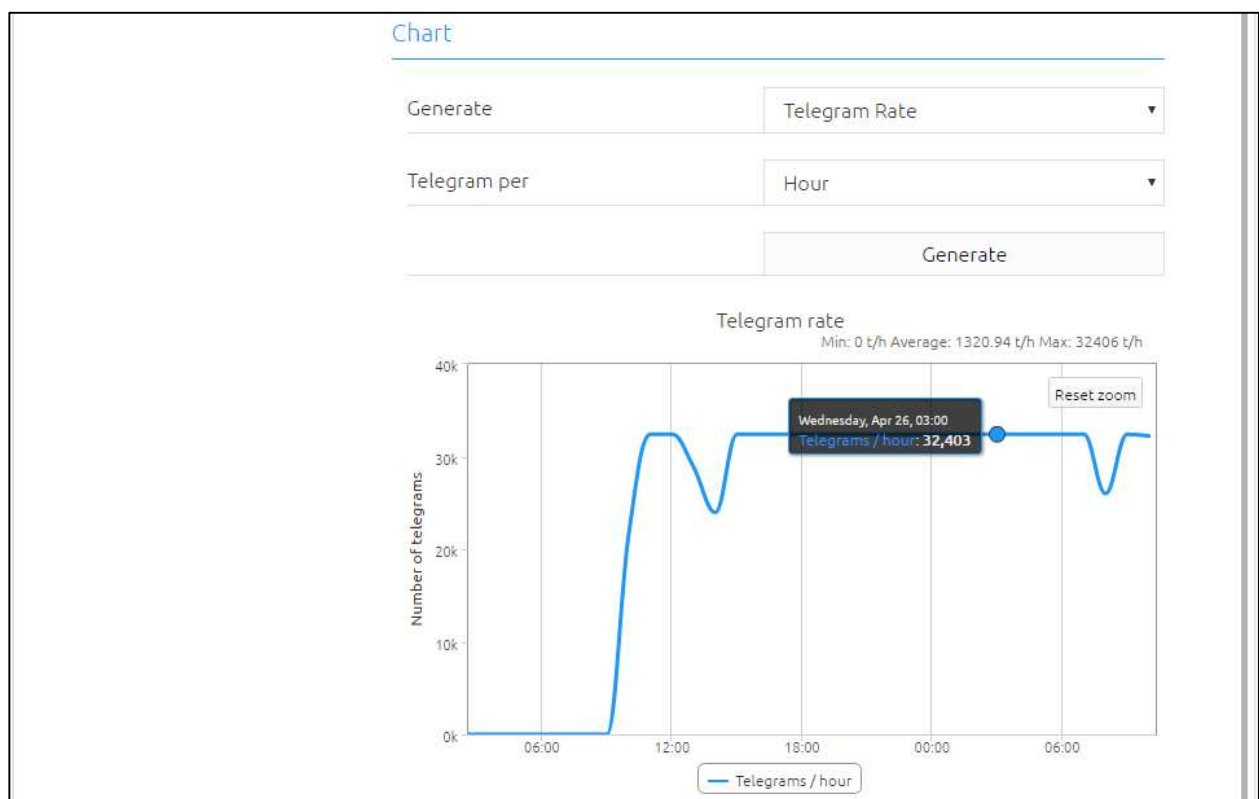 Chart
Generate
Telegram Rate
Telegram per
Hour
Generate
Telegram rate
Min: 0 t/h Average: 1320.94 t/h Max: 32406 t/h
Reset zoom
Wednesday, Apr 26, 03:00
Telegrams / hour: 32,403
Number of telegrams
40k
30k
20k
10k
0k
06:00 12:00 18:00 00:00 06:00
Telegrams / hour